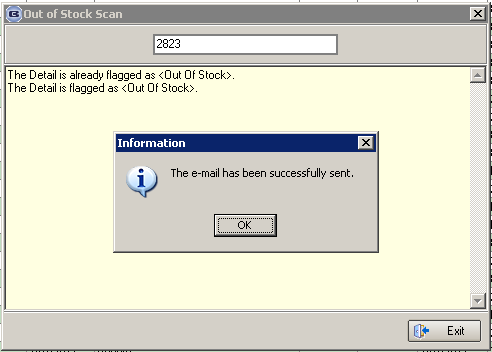 Out of Stock Scan
2823
The Detail is already flagged as <Out Of Stock>.
The Detail is flagged as <Out Of Stock>.
Information
The e-mail has been successfully sent.
OK
Exit